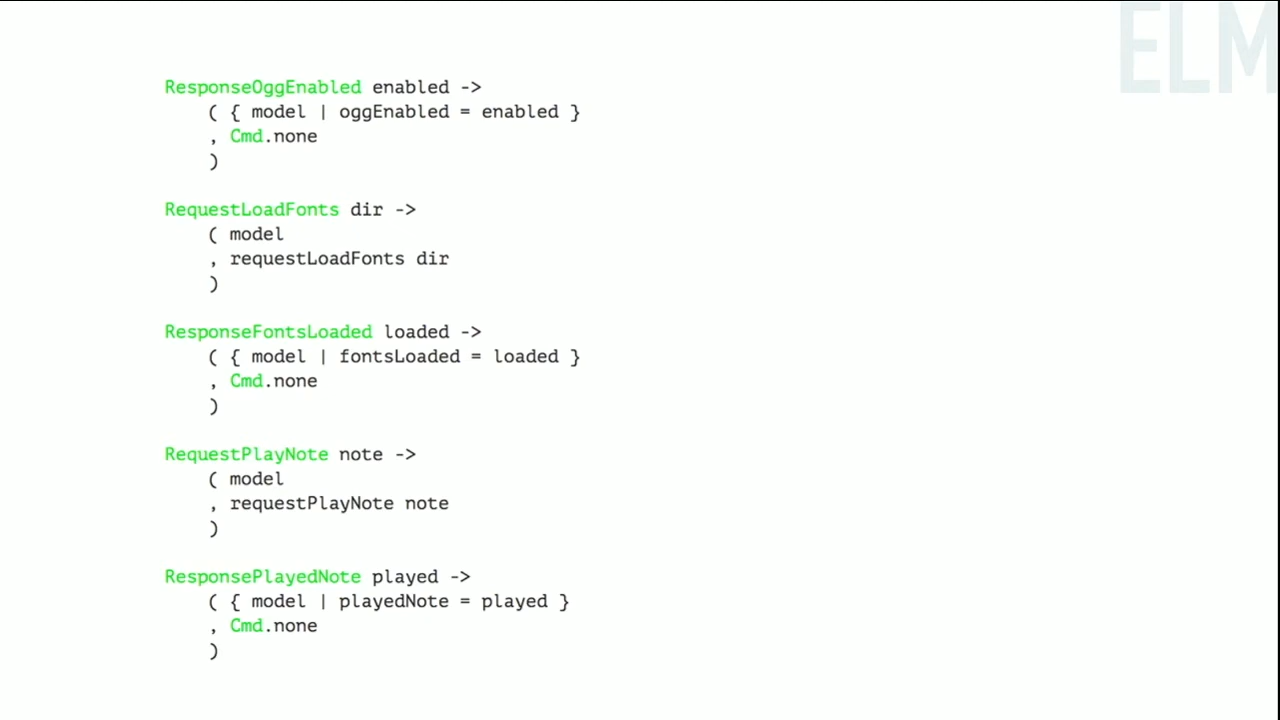 ELM
ResponseOggEnabled enabled ->
    ( { model | oggEnabled = enabled }
    , Cmd.none
    )
RequestLoadFonts dir ->
    ( model
    , requestLoadFonts dir
    )
ResponseFontsLoaded loaded ->
    ( { model | fontsLoaded = loaded }
    , Cmd.none
    )
RequestPlayNote note ->
    ( model
    , requestPlayNote note
    )
ResponsePlayedNote played ->
    ( { model | playedNote = played }
    , Cmd.none
    )